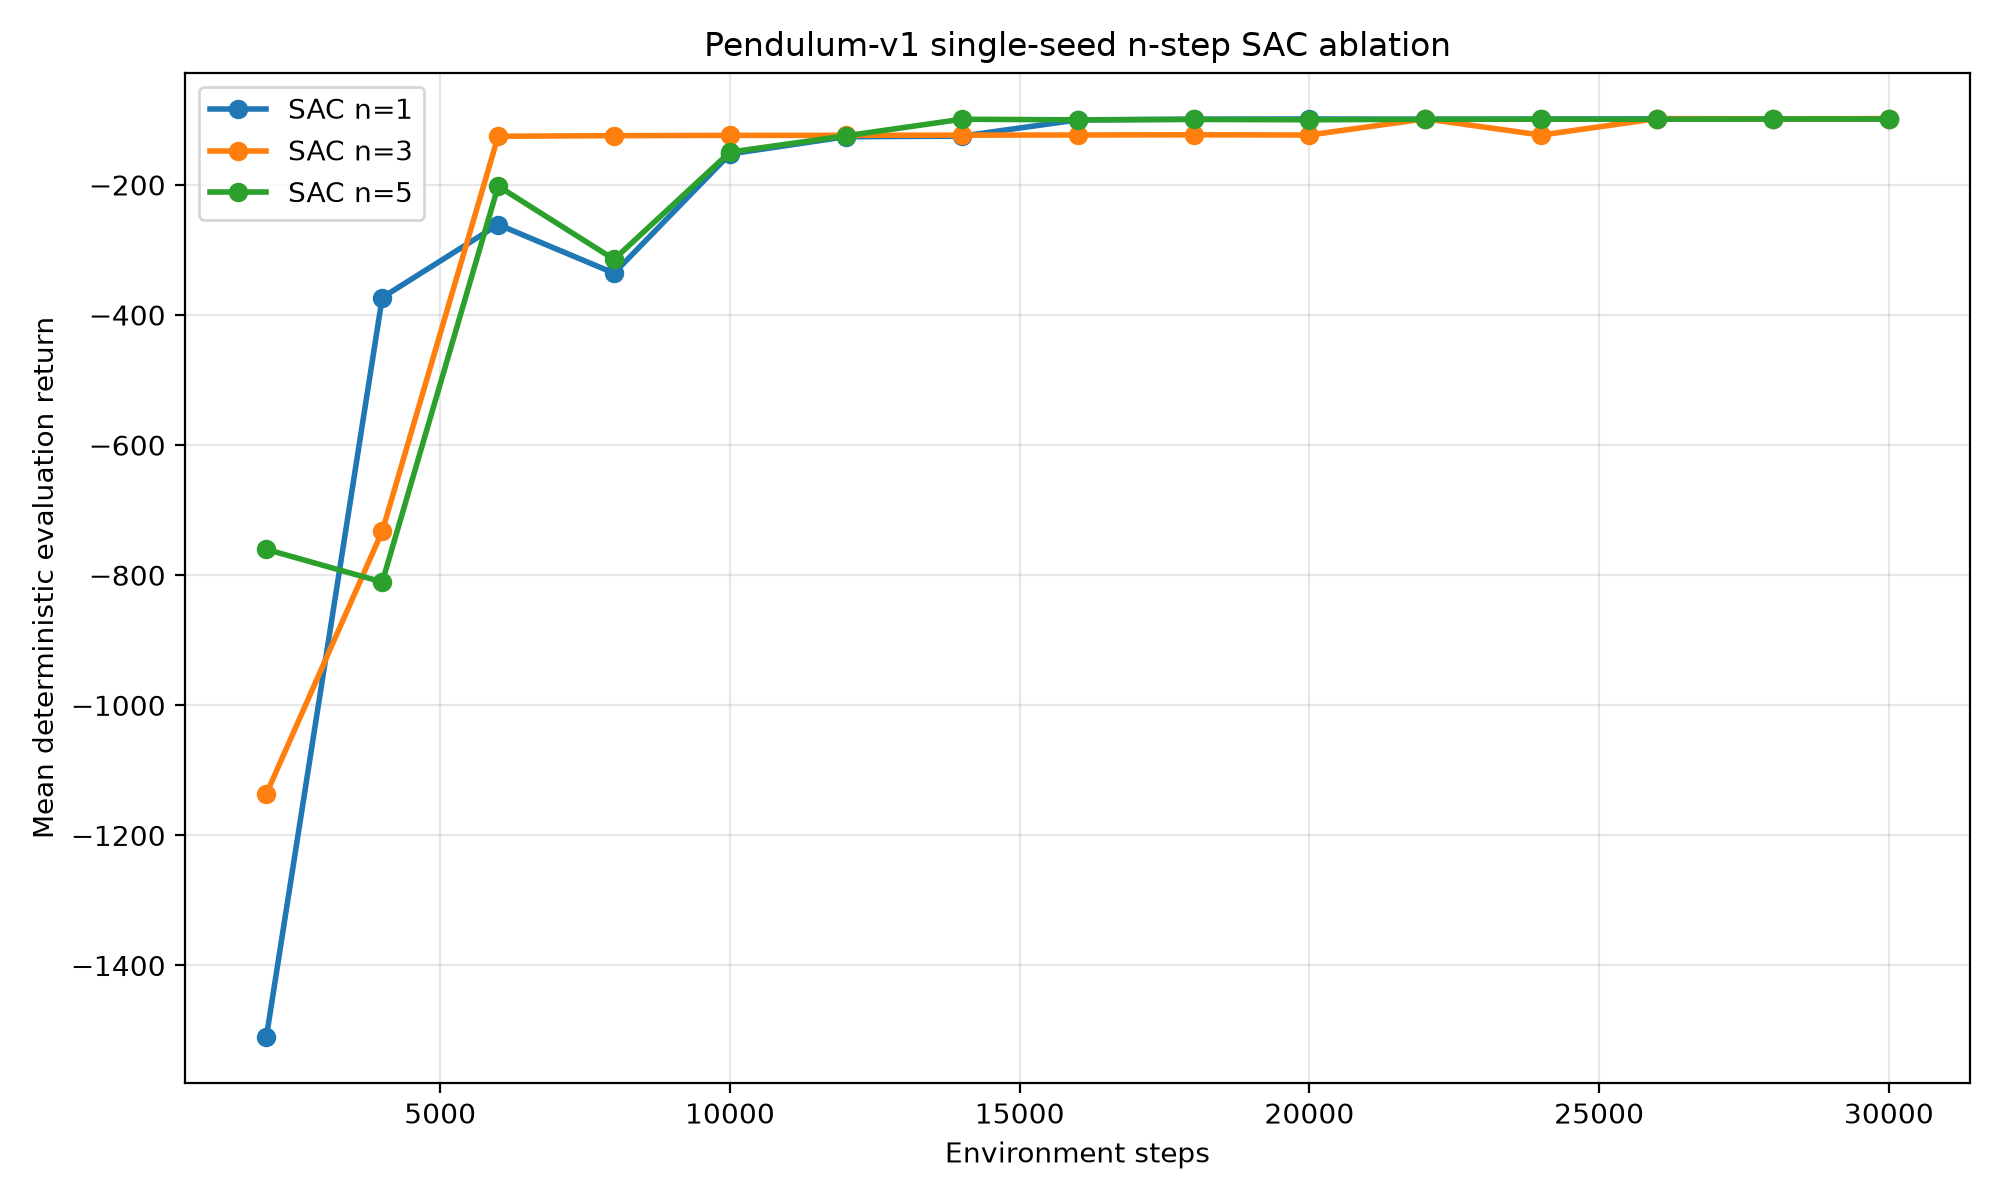 Pendulum-v1 single-seed n-step SAC ablation
SAC n=1
SAC n=3
SAC n=5
Mean deterministic evaluation return
−200
−400
−600
−800
−1000
−1200
−1400
5000
10000
15000
20000
25000
30000
Environment steps